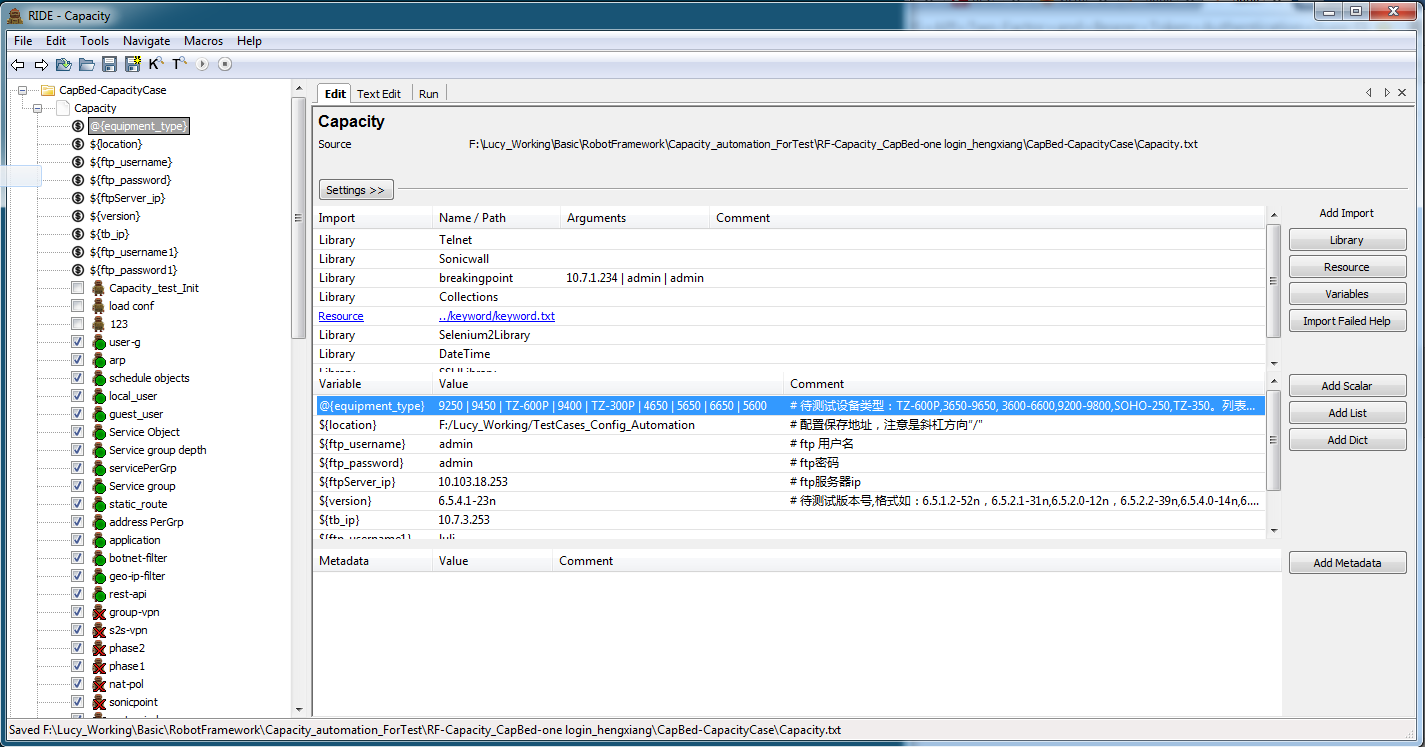 RIDE - Capacity
File Edit Tools Navigate Macros Help
CapBed-CapacityCase
Capacity
@{equipment_type}
${location}
${ftp_username}
${ftp_password}
${ftpServer_ip}
${version}
${tb_ip}
${ftp_username1}
${ftp_password1}
Capacity_test_Init
load conf
123
user-g
arp
schedule objects
local_user
guest_user
Service Object
Service group depth
servicePerGrp
Service group
static_route
address PerGrp
application
botnet-filter
geo-ip-filter
rest-api
group-vpn
s2s-vpn
phase2
phase1
nat-pol
sonicpoint
Edit Text Edit Run
Capacity
Source F:\Lucy_Working\Basic\RobotFramework\Capacity_automation_ForTest\RF-Capacity_CapBed-one login_hengxiang\CapBed-CapacityCase\Capacity.txt
Settings >>
Import Name / Path Arguments Comment
Library Telnet
Library Sonicwall
Library breakingpoint 10.7.1.234 | admin | admin
Library Collections
Resource ../keyword/keyword.txt
Library Selenium2Library
Library DateTime
Add Import
Library
Resource
Variables
Import Failed Help
Variable Value Comment
@{equipment_type} 9250 | 9450 | TZ-600P | 9400 | TZ-300P | 4650 | 5650 | 6650 | 5600 # 待测试设备类型：TZ-600P,3650-9650, 3600-6600,9200-9800,SOHO-250,TZ-350。列表...
${location} F:/Lucy_Working/TestCases_Config_Automation # 配置保存地址，注意是斜杠方向"/"
${ftp_username} admin # ftp 用户名
${ftp_password} admin # ftp密码
${ftpServer_ip} 10.103.18.253 # ftp服务器ip
${version} 6.5.4.1-23n # 待测试版本号,格式如：6.5.1.2-52n，6.5.2.1-31n,6.5.2.0-12n，6.5.2.2-39n,6.5.4.0-14n,6....
${tb_ip} 10.7.3.253
Add Scalar
Add List
Add Dict
Metadata Value Comment
Add Metadata
Saved F:\Lucy_Working\Basic\RobotFramework\Capacity_automation_ForTest\RF-Capacity_CapBed-one login_hengxiang\CapBed-CapacityCase\Capacity.txt